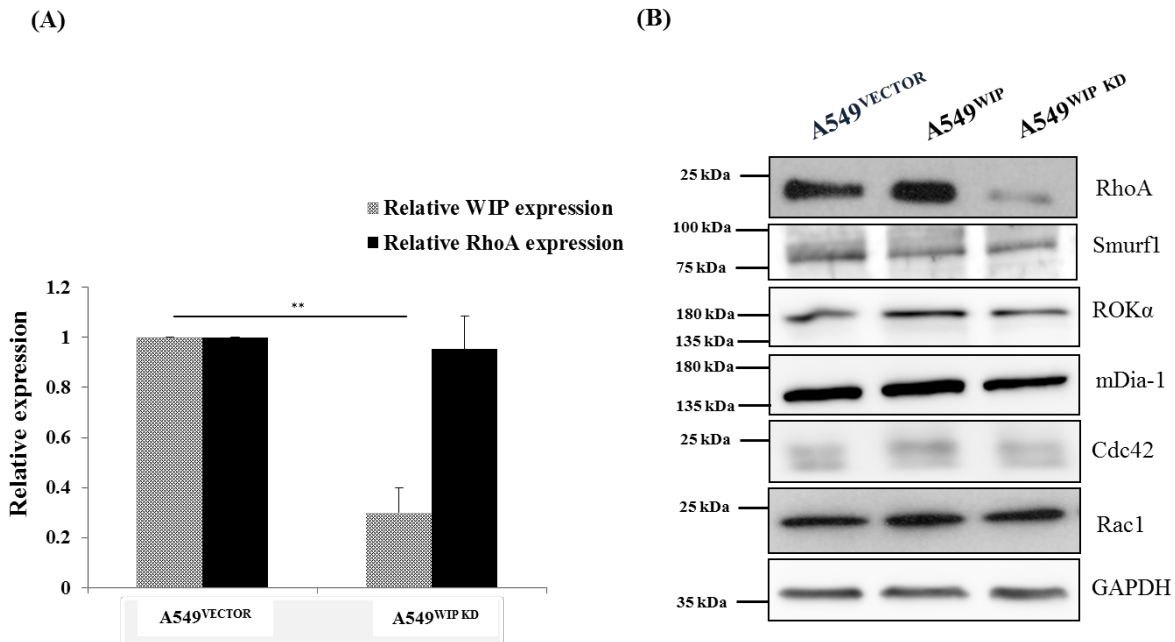 (A)
Relative WIP expression
Relative RhoA expression
**
1.2
1
0.8
0.6
0.4
0.2
0
Relative expression
A549VECTOR
A549WIP KD
(B)
A549VECTOR
A549WIP
A549WIP KD
25 kDa
RhoA
100 kDa
75 kDa
Smurf1
180 kDa
135 kDa
ROKα
180 kDa
135 kDa
mDia-1
25 kDa
Cdc42
25 kDa
Rac1
35 kDa
GAPDH